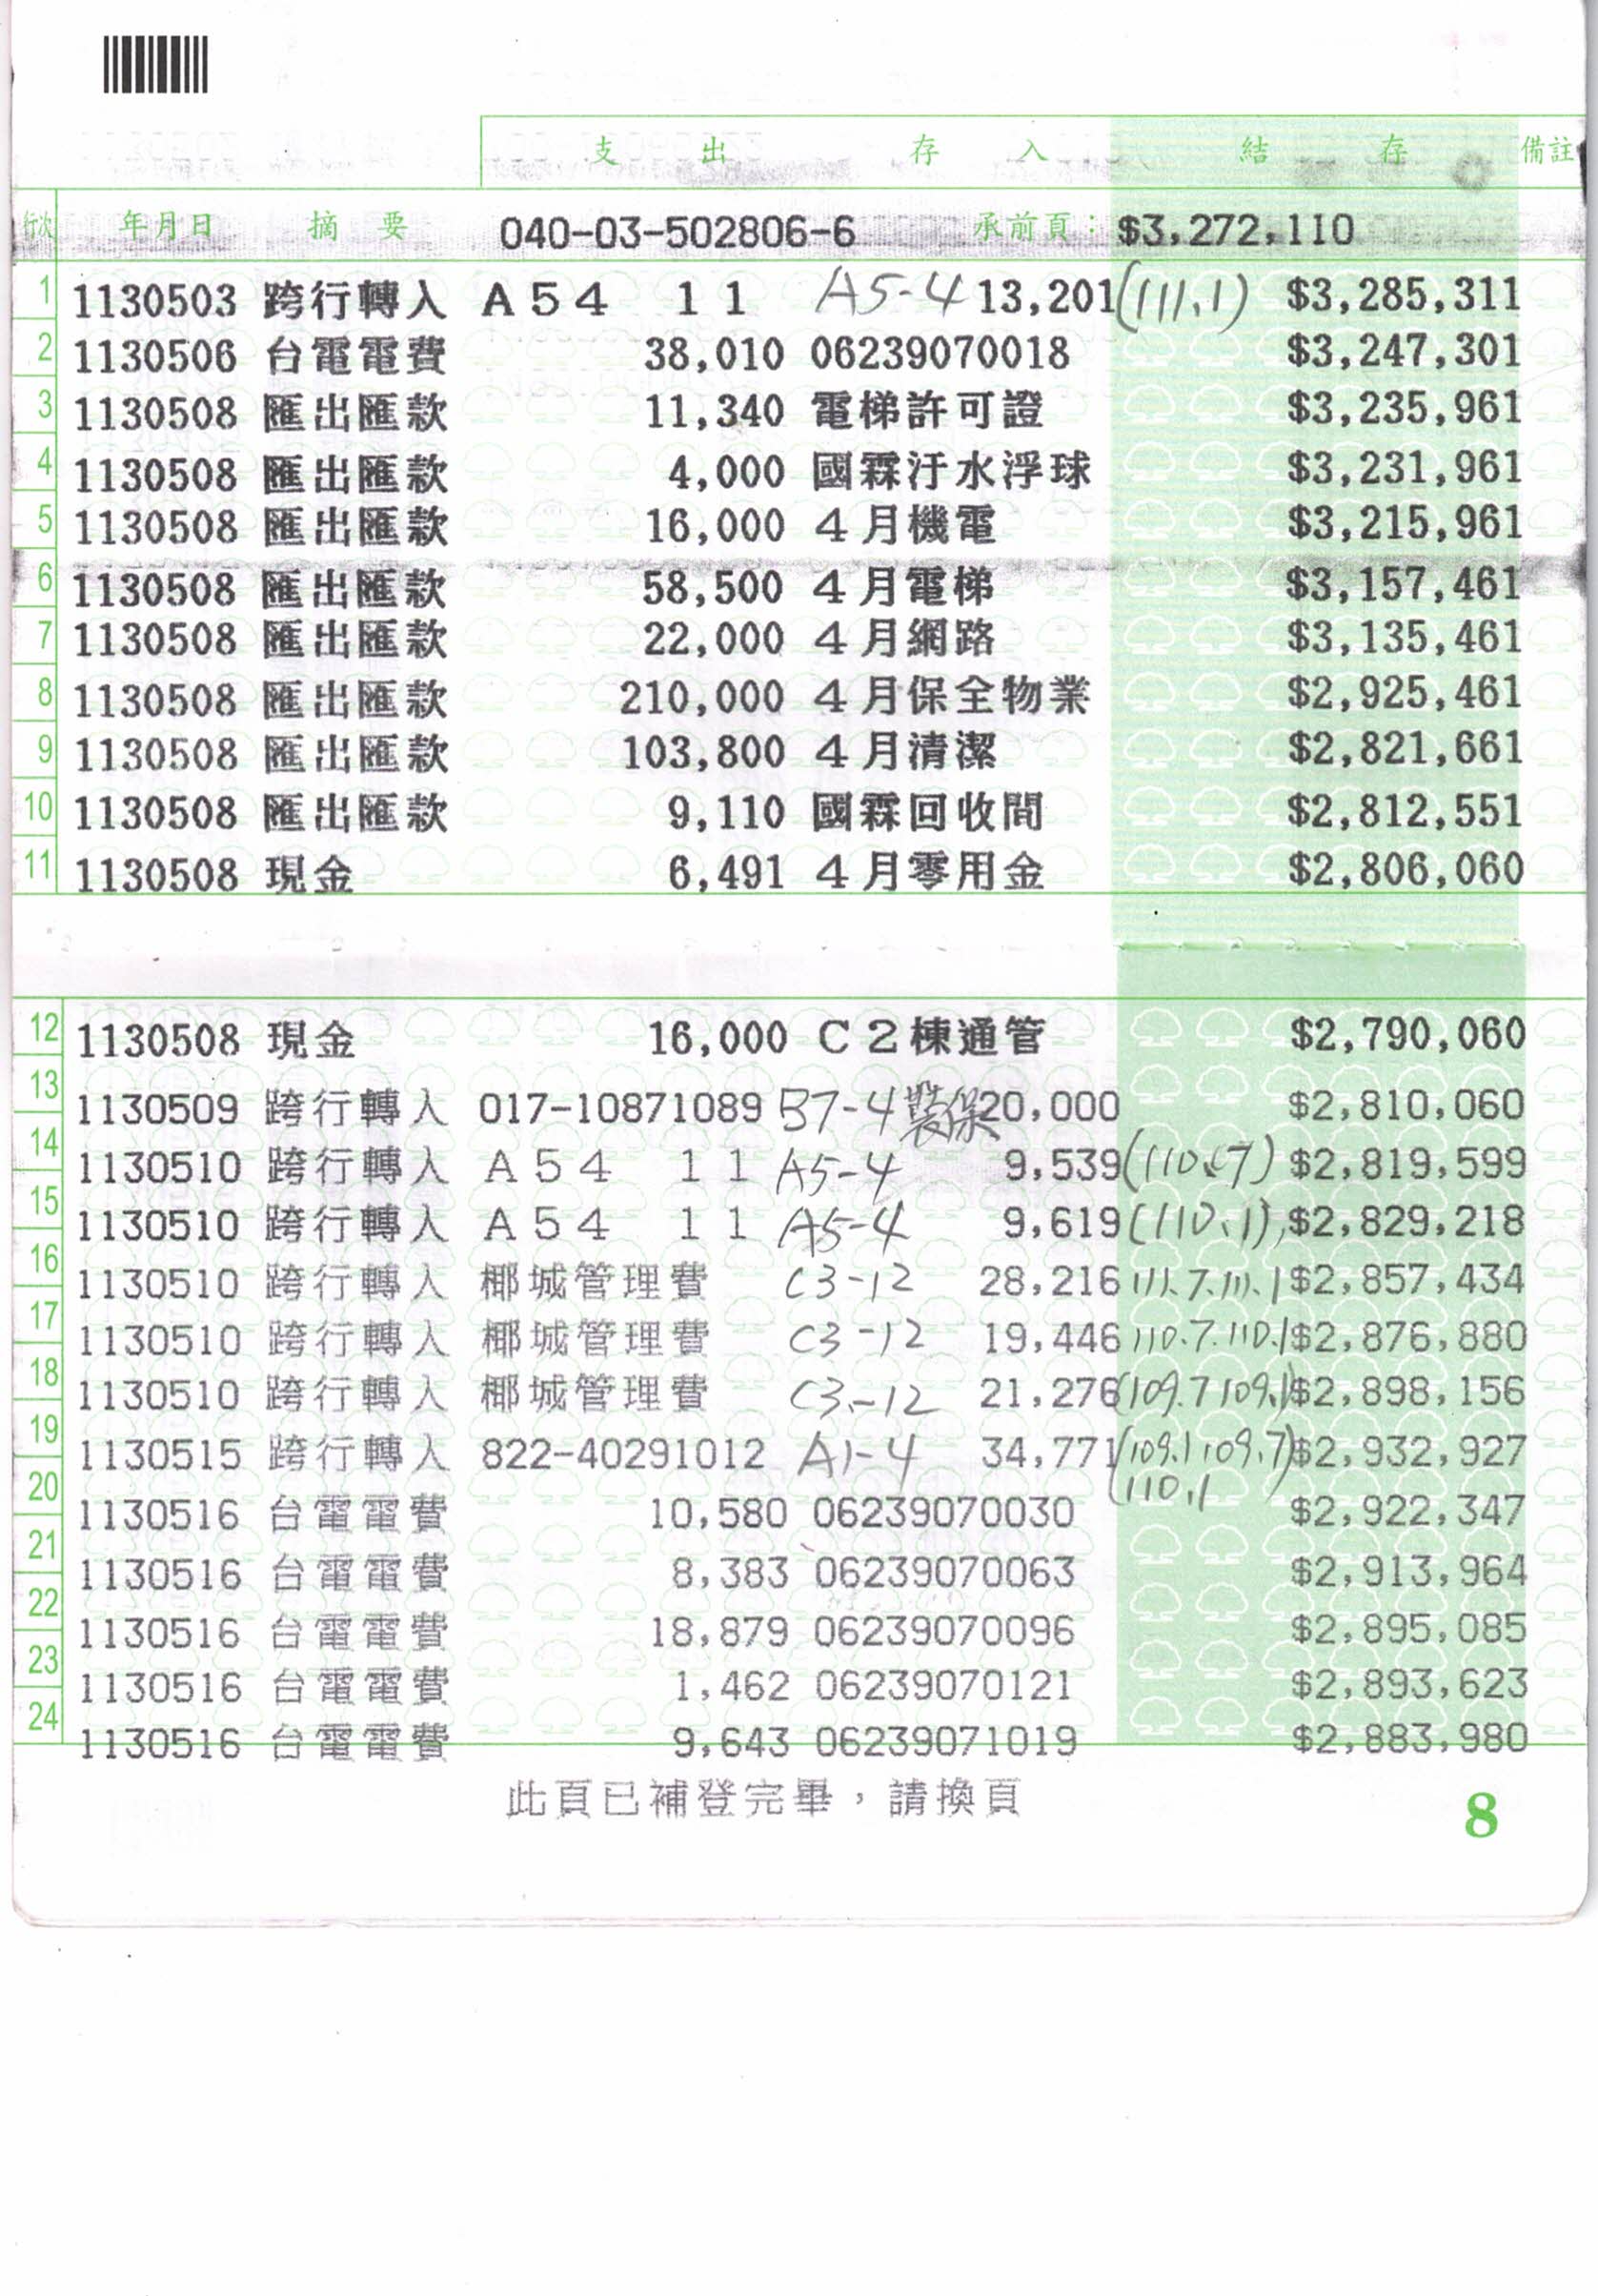 支 出 存 入 結 存 備註
行次 年月日 摘 要 040-03-502806-6 承前頁：$3,272,110
1 1130503 跨行轉入 A54 11 A5-4 13,201 (111.1) $3,285,311
2 1130506 台電電費 38,010 06239070018 $3,247,301
3 1130508 匯出匯款 11,340 電梯許可證 $3,235,961
4 1130508 匯出匯款 4,000 國霖汙水浮球 $3,231,961
5 1130508 匯出匯款 16,000 4月機電 $3,215,961
6 1130508 匯出匯款 58,500 4月電梯 $3,157,461
7 1130508 匯出匯款 22,000 4月網路 $3,135,461
8 1130508 匯出匯款 210,000 4月保全物業 $2,925,461
9 1130508 匯出匯款 103,800 4月清潔 $2,821,661
10 1130508 匯出匯款 9,110 國霖回收間 $2,812,551
11 1130508 現金 6,491 4月零用金 $2,806,060
12 1130508 現金 16,000 C2棟通管 $2,790,060
13 1130509 跨行轉入 017-10871089 B7-4裝保 20,000 $2,810,060
14 1130510 跨行轉入 A54 11 A5-4 9,539 (110.7) $2,819,599
15 1130510 跨行轉入 A54 11 A5-4 9,619 (110.1) $2,829,218
16 1130510 跨行轉入 椰城管理費 C3-12 28,216 111.7.111.1 $2,857,434
17 1130510 跨行轉入 椰城管理費 C3-12 19,446 110.7.110.1 $2,876,880
18 1130510 跨行轉入 椰城管理費 C3-12 21,276 (109.7 109.1) $2,898,156
19 1130515 跨行轉入 822-40291012 A1-4 34,771 (109.1 109.7) $2,932,927
(110.1
20 1130516 台電電費 10,580 06239070030 $2,922,347
21 1130516 台電電費 8,383 06239070063 $2,913,964
22 1130516 台電電費 18,879 06239070096 $2,895,085
23 1130516 台電電費 1,462 06239070121 $2,893,623
24 1130516 台電電費 9,643 06239071019 $2,883,980
此頁已補登完畢，請換頁
8